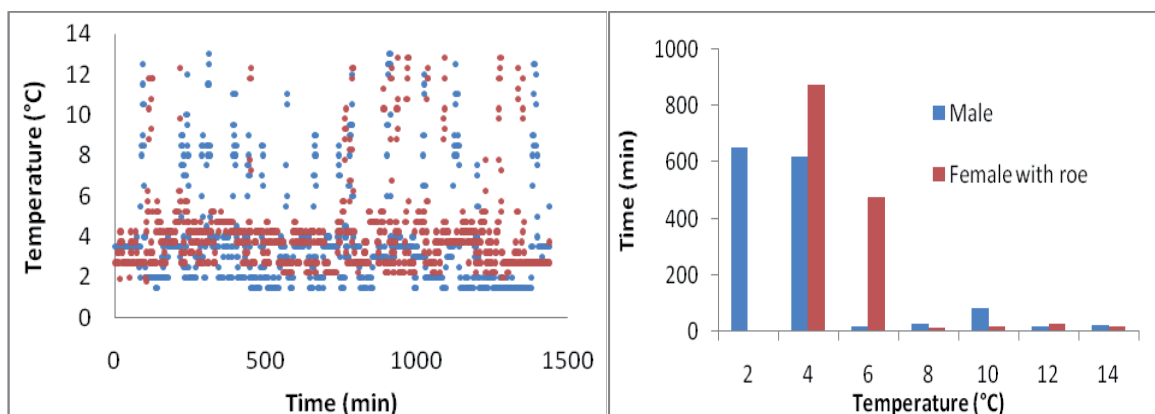 Temperature (°C)
14
12
10
8
6
4
2
0
0 500 1000 1500
Time (min)
Time (min)
1000
800
600
400
200
0
Male
Female with roe
2 4 6 8 10 12 14
Temperature (°C)